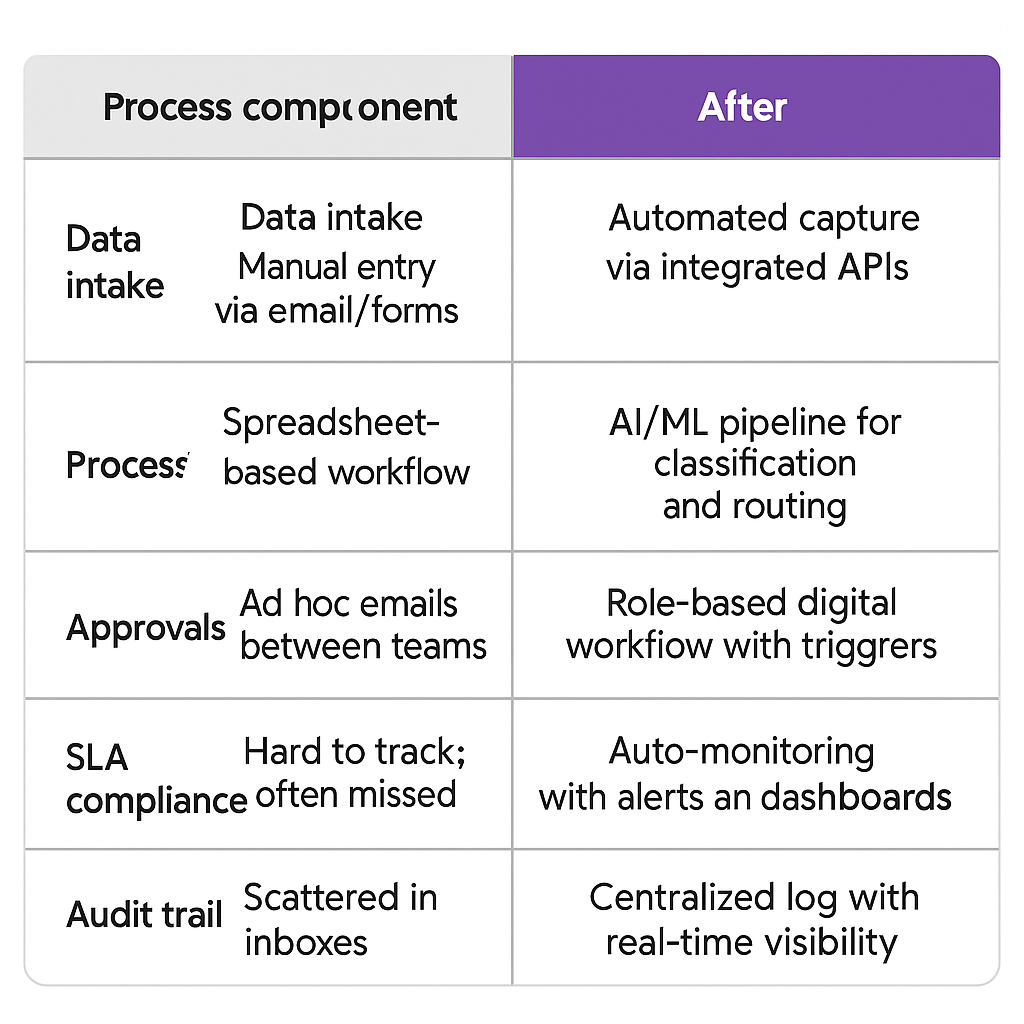 Process component
After
Data
intake
Data intake
Manual entry
via email/forms
Automated capture
via integrated APIs
Process
Spreadsheet-
based workflow
AI/ML pipeline for
classification
and routing
Approvals
Ad hoc emails
between teams
Role-based digital
workflow with triggrers
SLA
compliance
Hard to track;
often missed
Auto-monitoring
with alerts an dashboards
Audit trail
Scattered in
inboxes
Centralized log with
real-time visibility